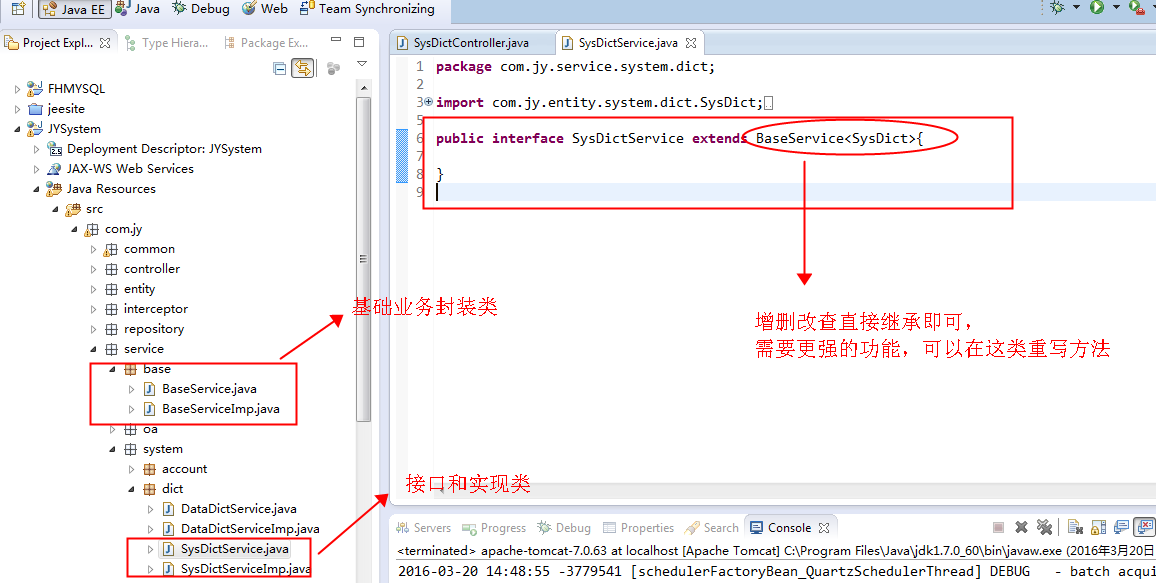 Java EE Java Debug Web Team Synchronizing
Project Expl... Type Hiera... Package Ex...
FHMYSQL
jeesite
JYSystem
Deployment Descriptor: JYSystem
JAX-WS Web Services
Java Resources
src
com.jy
common
controller
entity
interceptor
repository
service
base
BaseService.java
BaseServiceImp.java
oa
system
account
dict
DataDictService.java
DataDictServiceImp.java
SysDictService.java
SysDictServiceImp.java
基础业务封装类
接口和实现类
SysDictController.java SysDictService.java
1 package com.jy.service.system.dict;
2
3 import com.jy.entity.system.dict.SysDict;
5
6 public interface SysDictService extends BaseService<SysDict>{
7
8 }
9
增删改查直接继承即可，
需要更强的功能，可以在这类重写方法
Servers Progress Debug Properties Search Console
<terminated> apache-tomcat-7.0.63 at localhost [Apache Tomcat] C:\Program Files\Java\jdk1.7.0_60\bin\javaw.exe (2016年3月20日
2016-03-20 14:48:55 -3779541 [schedulerFactoryBean_QuartzSchedulerThread] DEBUG - batch acqui